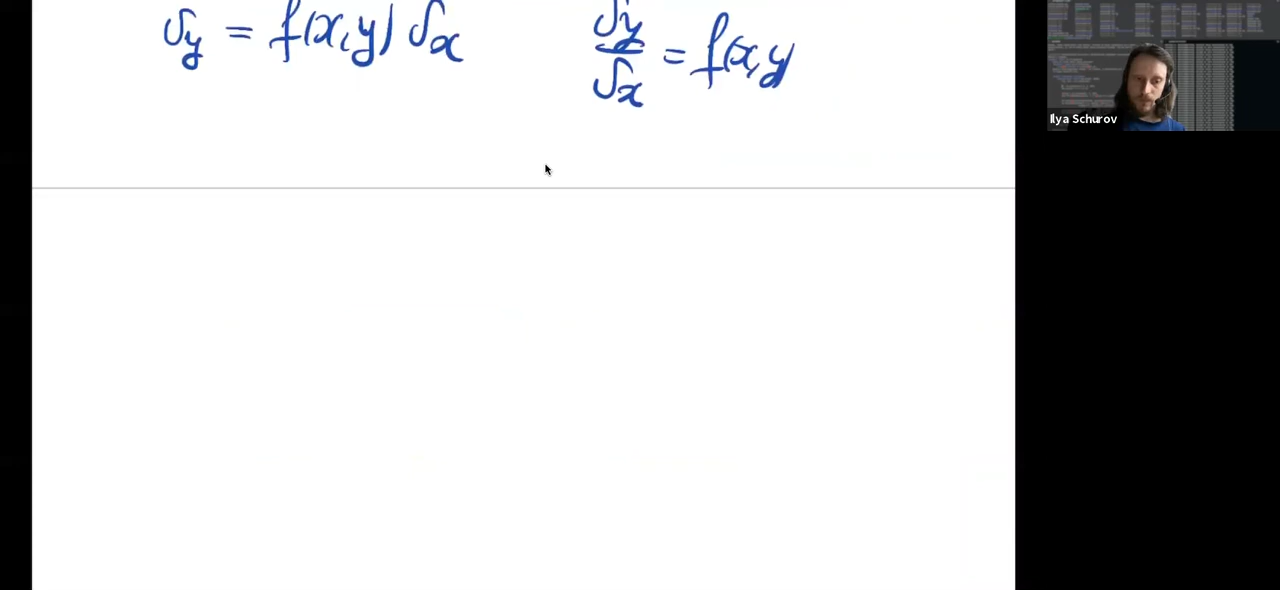 δy = f(x,y) δx
δy/δx = f(x,y)
Ilya Schurov